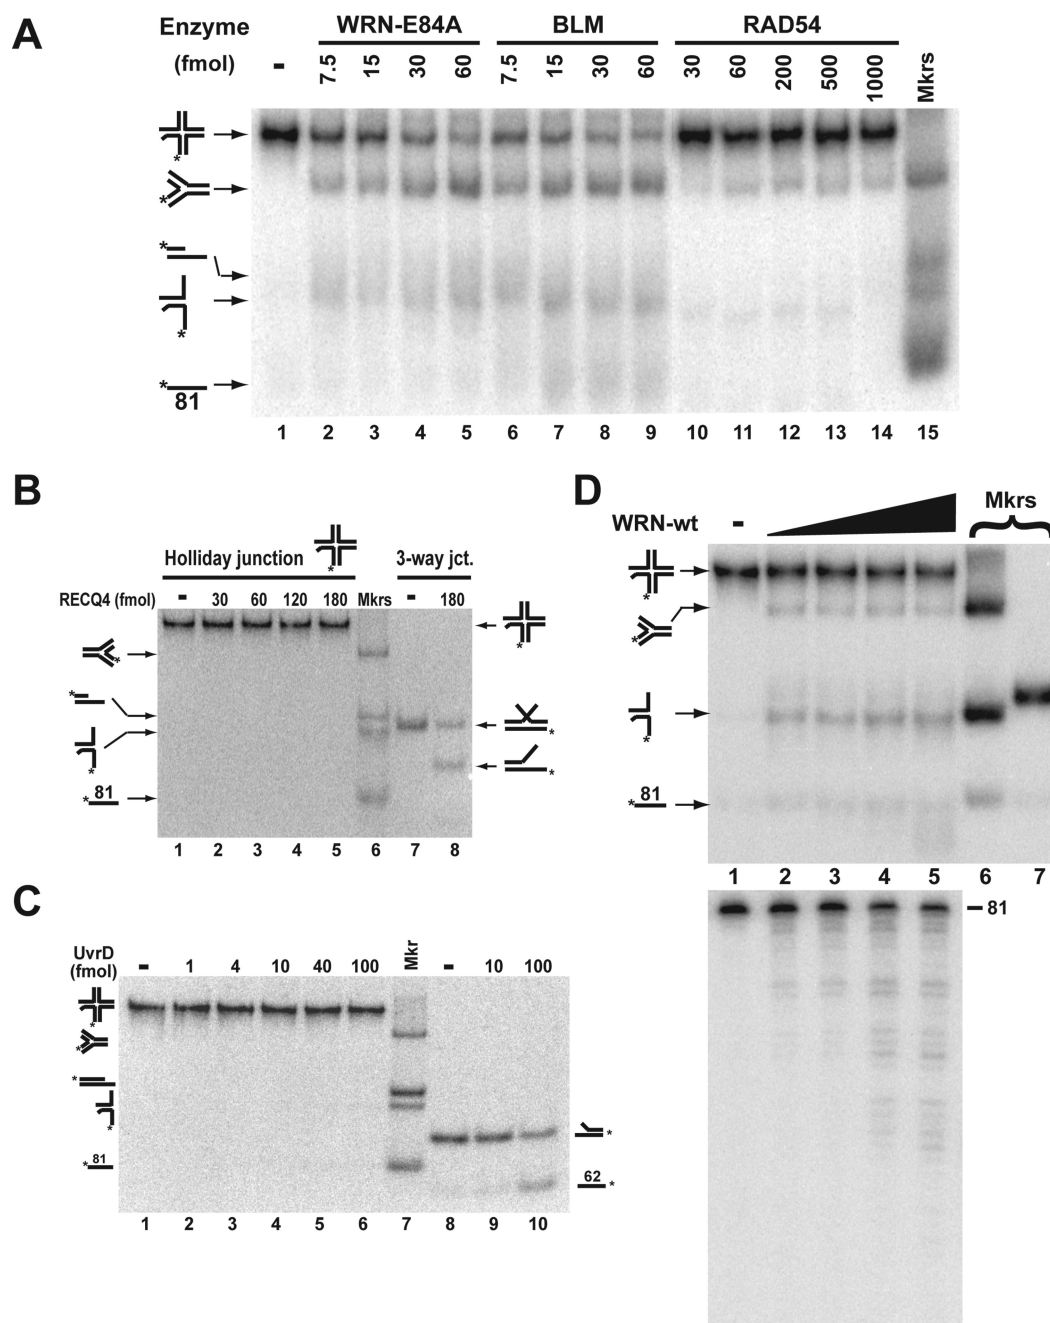 A
Enzyme
(fmol)
WRN-E84A
BLM
RAD54
- 7.5 15 30 60 7.5 15 30 60 30 60 200 500 1000 Mkrs
*
*
*
*
*
81
1 2 3 4 5 6 7 8 9 10 11 12 13 14 15
B
Holliday junction
*
3-way jct.
RECQ4 (fmol) - 30 60 120 180 Mkrs - 180
*
*
*
*
*
*
81
*
1 2 3 4 5 6 7 8
C
UvrD
(fmol)
- 1 4 10 40 100 Mkr - 10 100
*
*
*
*
81
*
*
62
*
1 2 3 4 5 6 7 8 9 10
D
WRN-wt
-
Mkrs
*
*
*
81
*
1 2 3 4 5 6 7
81